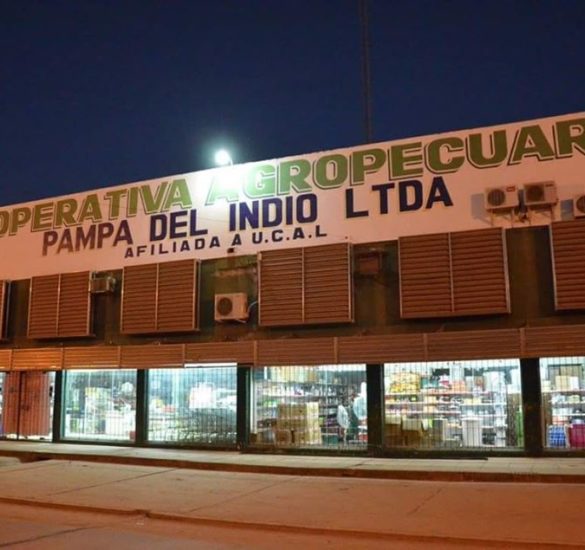 OPERATIVA AGROPECUAR
PAMPA DEL INDIO LTDA
AFILIADA A U.C.A.L